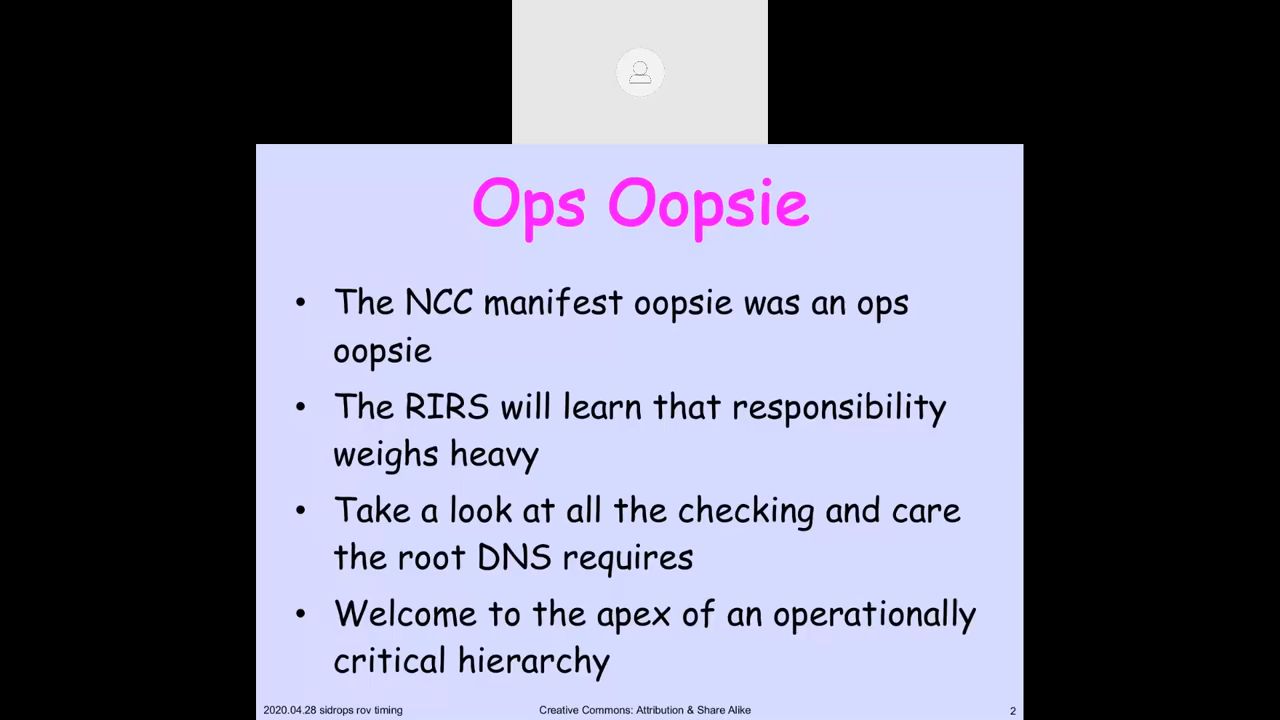 Ops Oopsie
• The NCC manifest oopsie was an ops
oopsie
• The RIRS will learn that responsibility
weighs heavy
• Take a look at all the checking and care
the root DNS requires
• Welcome to the apex of an operationally
critical hierarchy
2020.04.28 sidrops rov timing
Creative Commons: Attribution & Share Alike
2